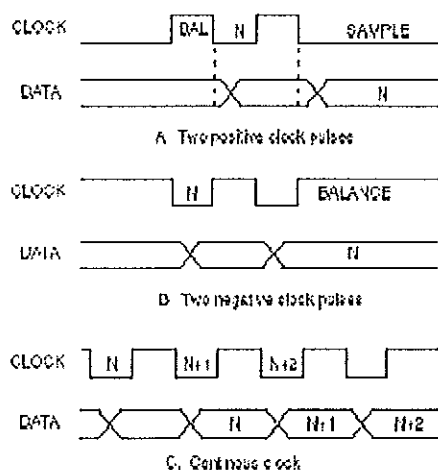 CLOCK BAL N SAMPLE
DATA N
A. Two positive clock pulses
CLOCK N BALANCE
DATA N
B. Two negative clock pulses
CLOCK N N+1 N+2
DATA N N+1 N+2
C. Continous clock